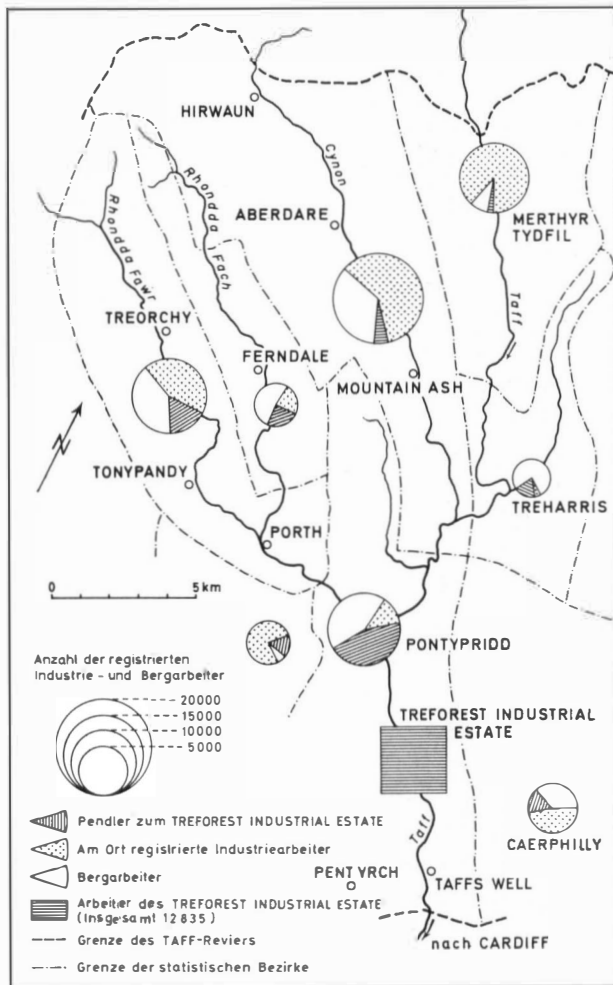 HIRWAUN
Cynon
Rhondda
Fach
Rhondda Fawr
ABERDARE
MERTHYR
TYDFIL
Taff
TREORCHY
FERNDALE
MOUNTAIN ASH
N
TONYPANDY
TREHARRIS
PORTH
0 5km
PONTYPRIDD
Anzahl der registrierten
Industrie- und Bergarbeiter
20000
15000
10000
5000
TREFOREST INDUSTRIAL
ESTATE
Pendler zum TREFOREST INDUSTRIAL ESTATE
Am Ort registrierte Industriearbeiter
Bergarbeiter
Arbeiter des TREFOREST INDUSTRIAL ESTATE
(Insgesamt 12 835)
Grenze des TAFF-Reviers
Grenze der statistischen Bezirke
Taff
CAERPHILLY
PENTYRCH
TAFFS WELL
nach CARDIFF